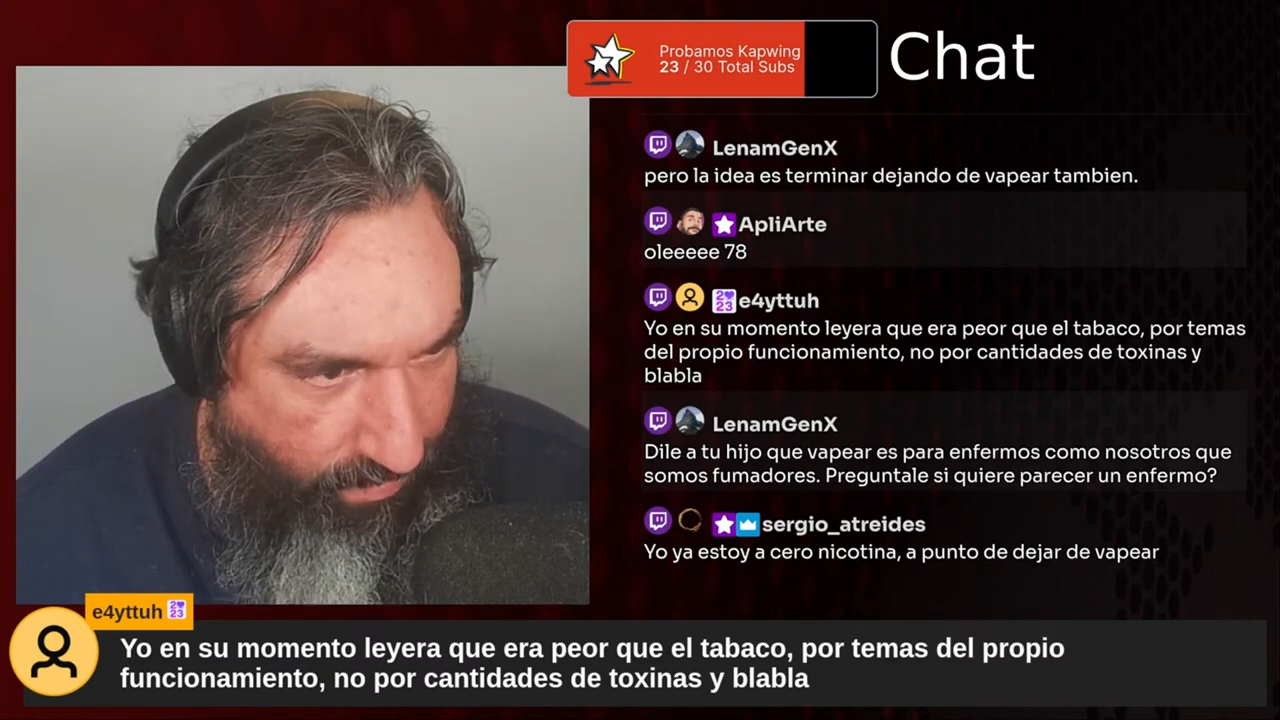 Probamos Kapwing
23 / 30 Total Subs
Chat
LenamGenX
pero la idea es terminar dejando de vapear tambien.
ApliArte
oleeeee 78
e4yttuh
Yo en su momento leyera que era peor que el tabaco, por temas
del propio funcionamiento, no por cantidades de toxinas y
blabla
LenamGenX
Dile a tu hijo que vapear es para enfermos como nosotros que
somos fumadores. Preguntale si quiere parecer un enfermo?
sergio_atreides
Yo ya estoy a cero nicotina, a punto de dejar de vapear
e4yttuh
Yo en su momento leyera que era peor que el tabaco, por temas del propio
funcionamiento, no por cantidades de toxinas y blabla